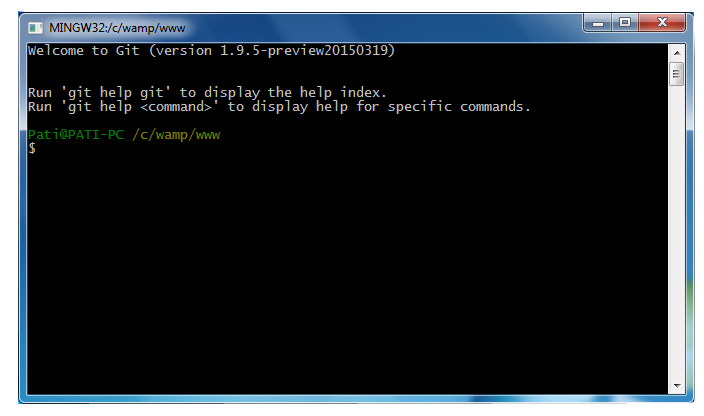 MINGW32:/c/wamp/www
Welcome to Git (version 1.9.5-preview20150319)
Run 'git help git' to display the help index.
Run 'git help <command>' to display help for specific commands.
Pati@PATI-PC /c/wamp/www
$